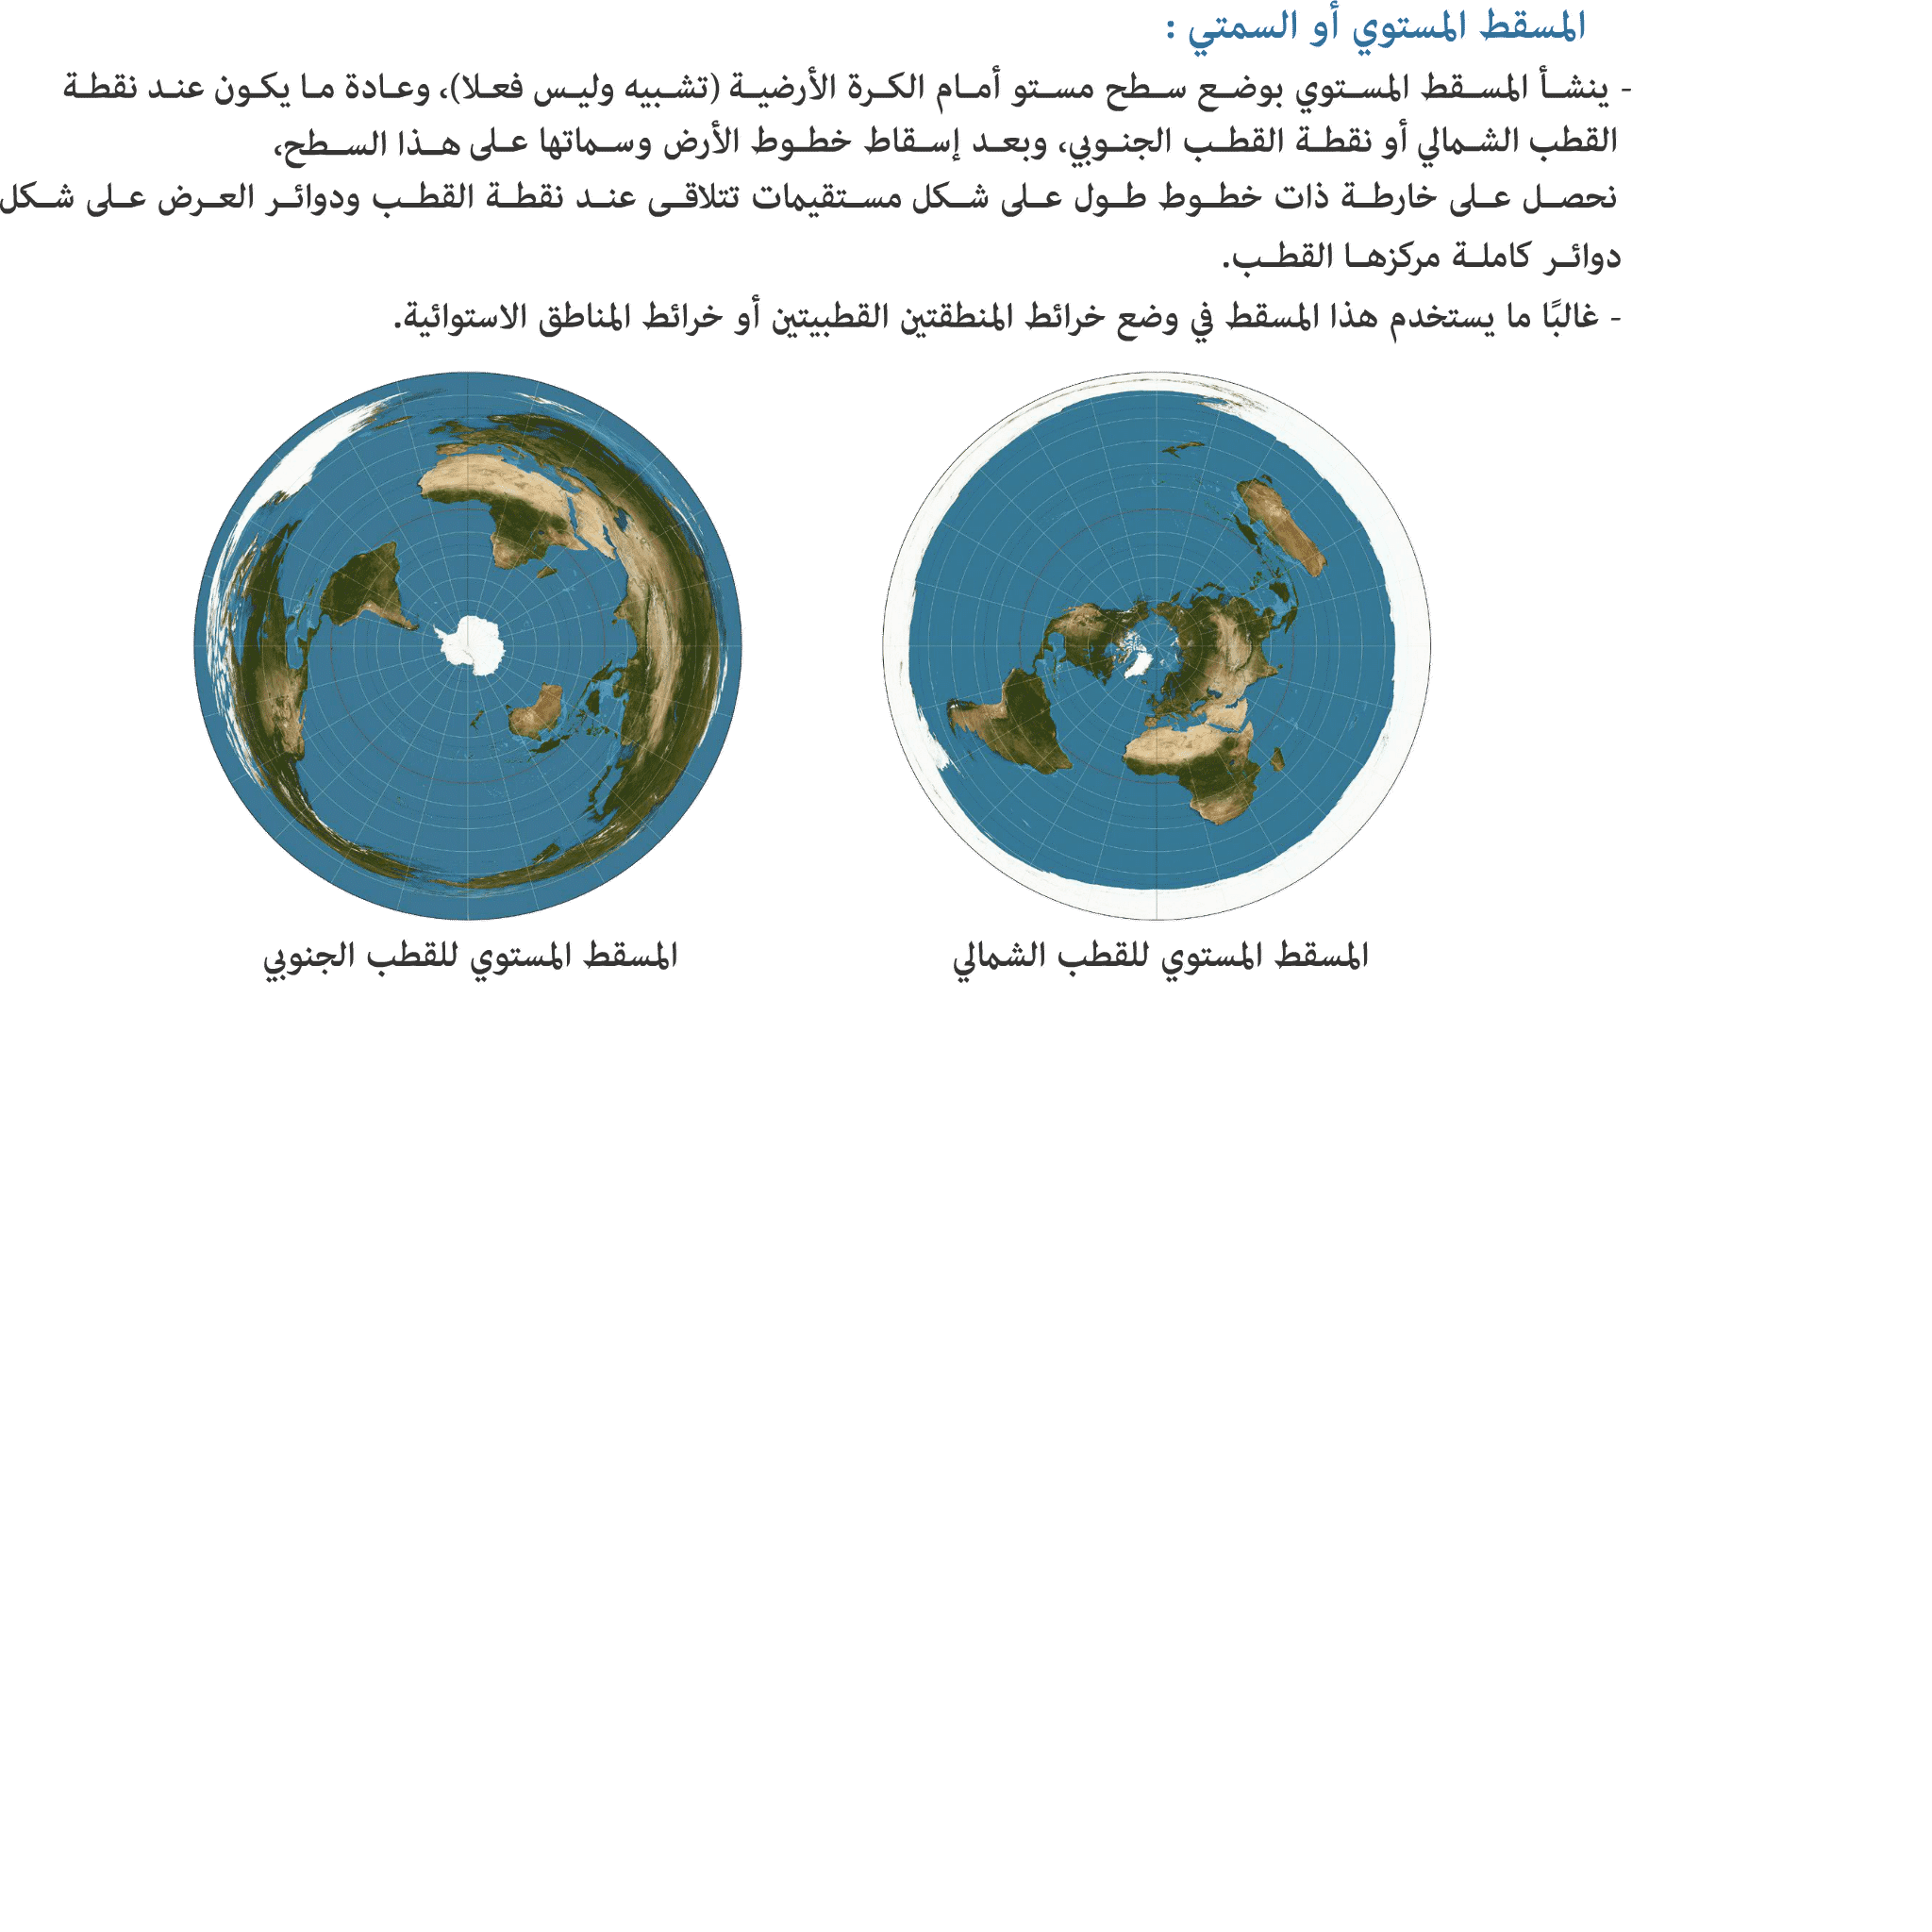 المسقط المستوي أو السمتي :
- ينشأ المسقط المستوي بوضع سطح مستو أمام الكرة الأرضية (تشبيه وليس فعلا)، وعادة ما يكون عند نقطة
القطب الشمالي أو نقطة القطب الجنوبي، وبعد إسقاط خطوط الأرض وسماتها على هذا السطح،
نحصل على خارطة ذات خطوط طول على شكل مستقيمات تتلاقى عند نقطة القطب ودوائر العرض على شكل
دوائر كاملة مركزها القطب.
- غالبًا ما يستخدم هذا المسقط في وضع خرائط المنطقتين القطبيتين أو خرائط المناطق الاستوائية.
المسقط المستوي للقطب الشمالي
المسقط المستوي للقطب الجنوبي